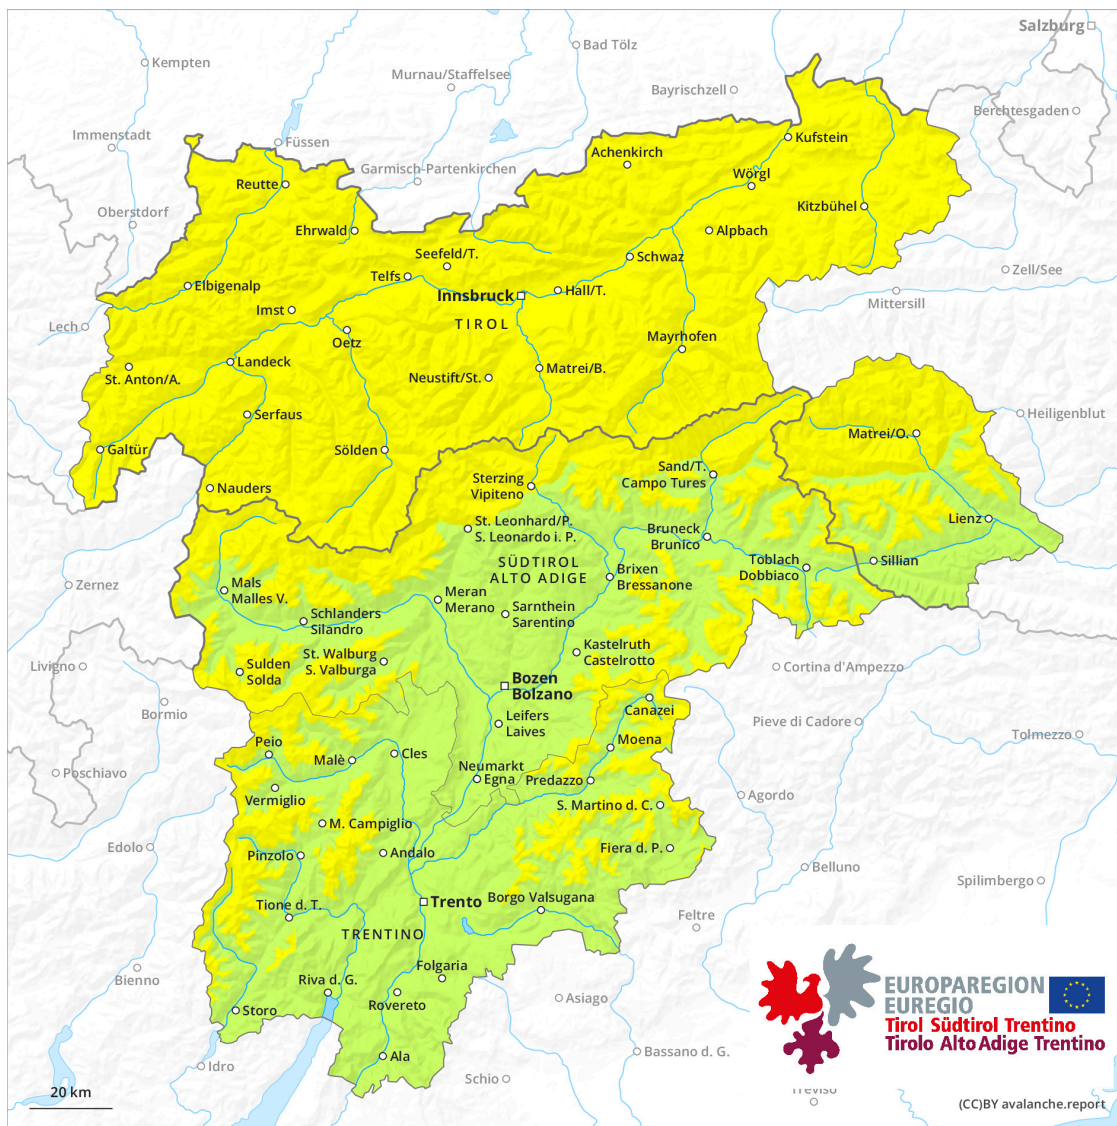 Salzburg
Bad Tölz
Kempten
Murnau/Staffelsee
Bayrischzell
Berchtesgaden
Immenstadt
Füssen
Kufstein
Achenkirch
Garmisch-Partenkirchen
Wörgl
Reutte
Kitzbühel
Oberstdorf
Ehrwald
Alpbach
Seefeld/T.
Schwaz
Telfs
Zell/See
Elbigenalp
Innsbruck
Hall/T.
Mittersill
Imst
TIROL
Lech
Oetz
Mayrhofen
Landeck
Matrei/B.
St. Anton/A.
Neustift/St.
Serfaus
Heiligenblut
Matrei/O.
Galtür
Sölden
Sand/T.
Campo Tures
Sterzing
Vipiteno
Nauders
Lienz
St. Leonhard/P.
S. Leonardo i. P.
Bruneck
Brunico
SÜDTIROL
ALTO ADIGE
Toblach
Dobbiaco
Sillian
Brixen
Bressanone
Zernez
Mals
Malles V.
Meran
Merano
Sarnthein
Sarentino
Schlanders
Silandro
Kastelruth
Castelrotto
St. Walburg
S. Valburga
Livigno
Sulden
Solda
Cortina d'Ampezzo
Bozen
Bolzano
Bormio
Canazei
Leifers
Laives
Pieve di Cadore
Tolmezzo
Peio
Moena
Cles
Malè
Neumarkt
Egna
Predazzo
Poschiavo
Vermiglio
Agordo
S. Martino d. C.
M. Campiglio
Edolo
Pinzolo
Andalo
Fiera d. P.
Belluno
Spilimbergo
Trento
Borgo Valsugana
Tione d. T.
Feltre
TRENTINO
Folgaria
Bienno
Riva d. G.
Rovereto
Asiago
Storo
EUROPAREGION
EUREGIO
Tirol Südtirol Trentino
Tirolo Alto Adige Trentino
Ala
Bassano d. G.
Idro
Schio
Treviso
20 km
(CC)BY avalanche.report